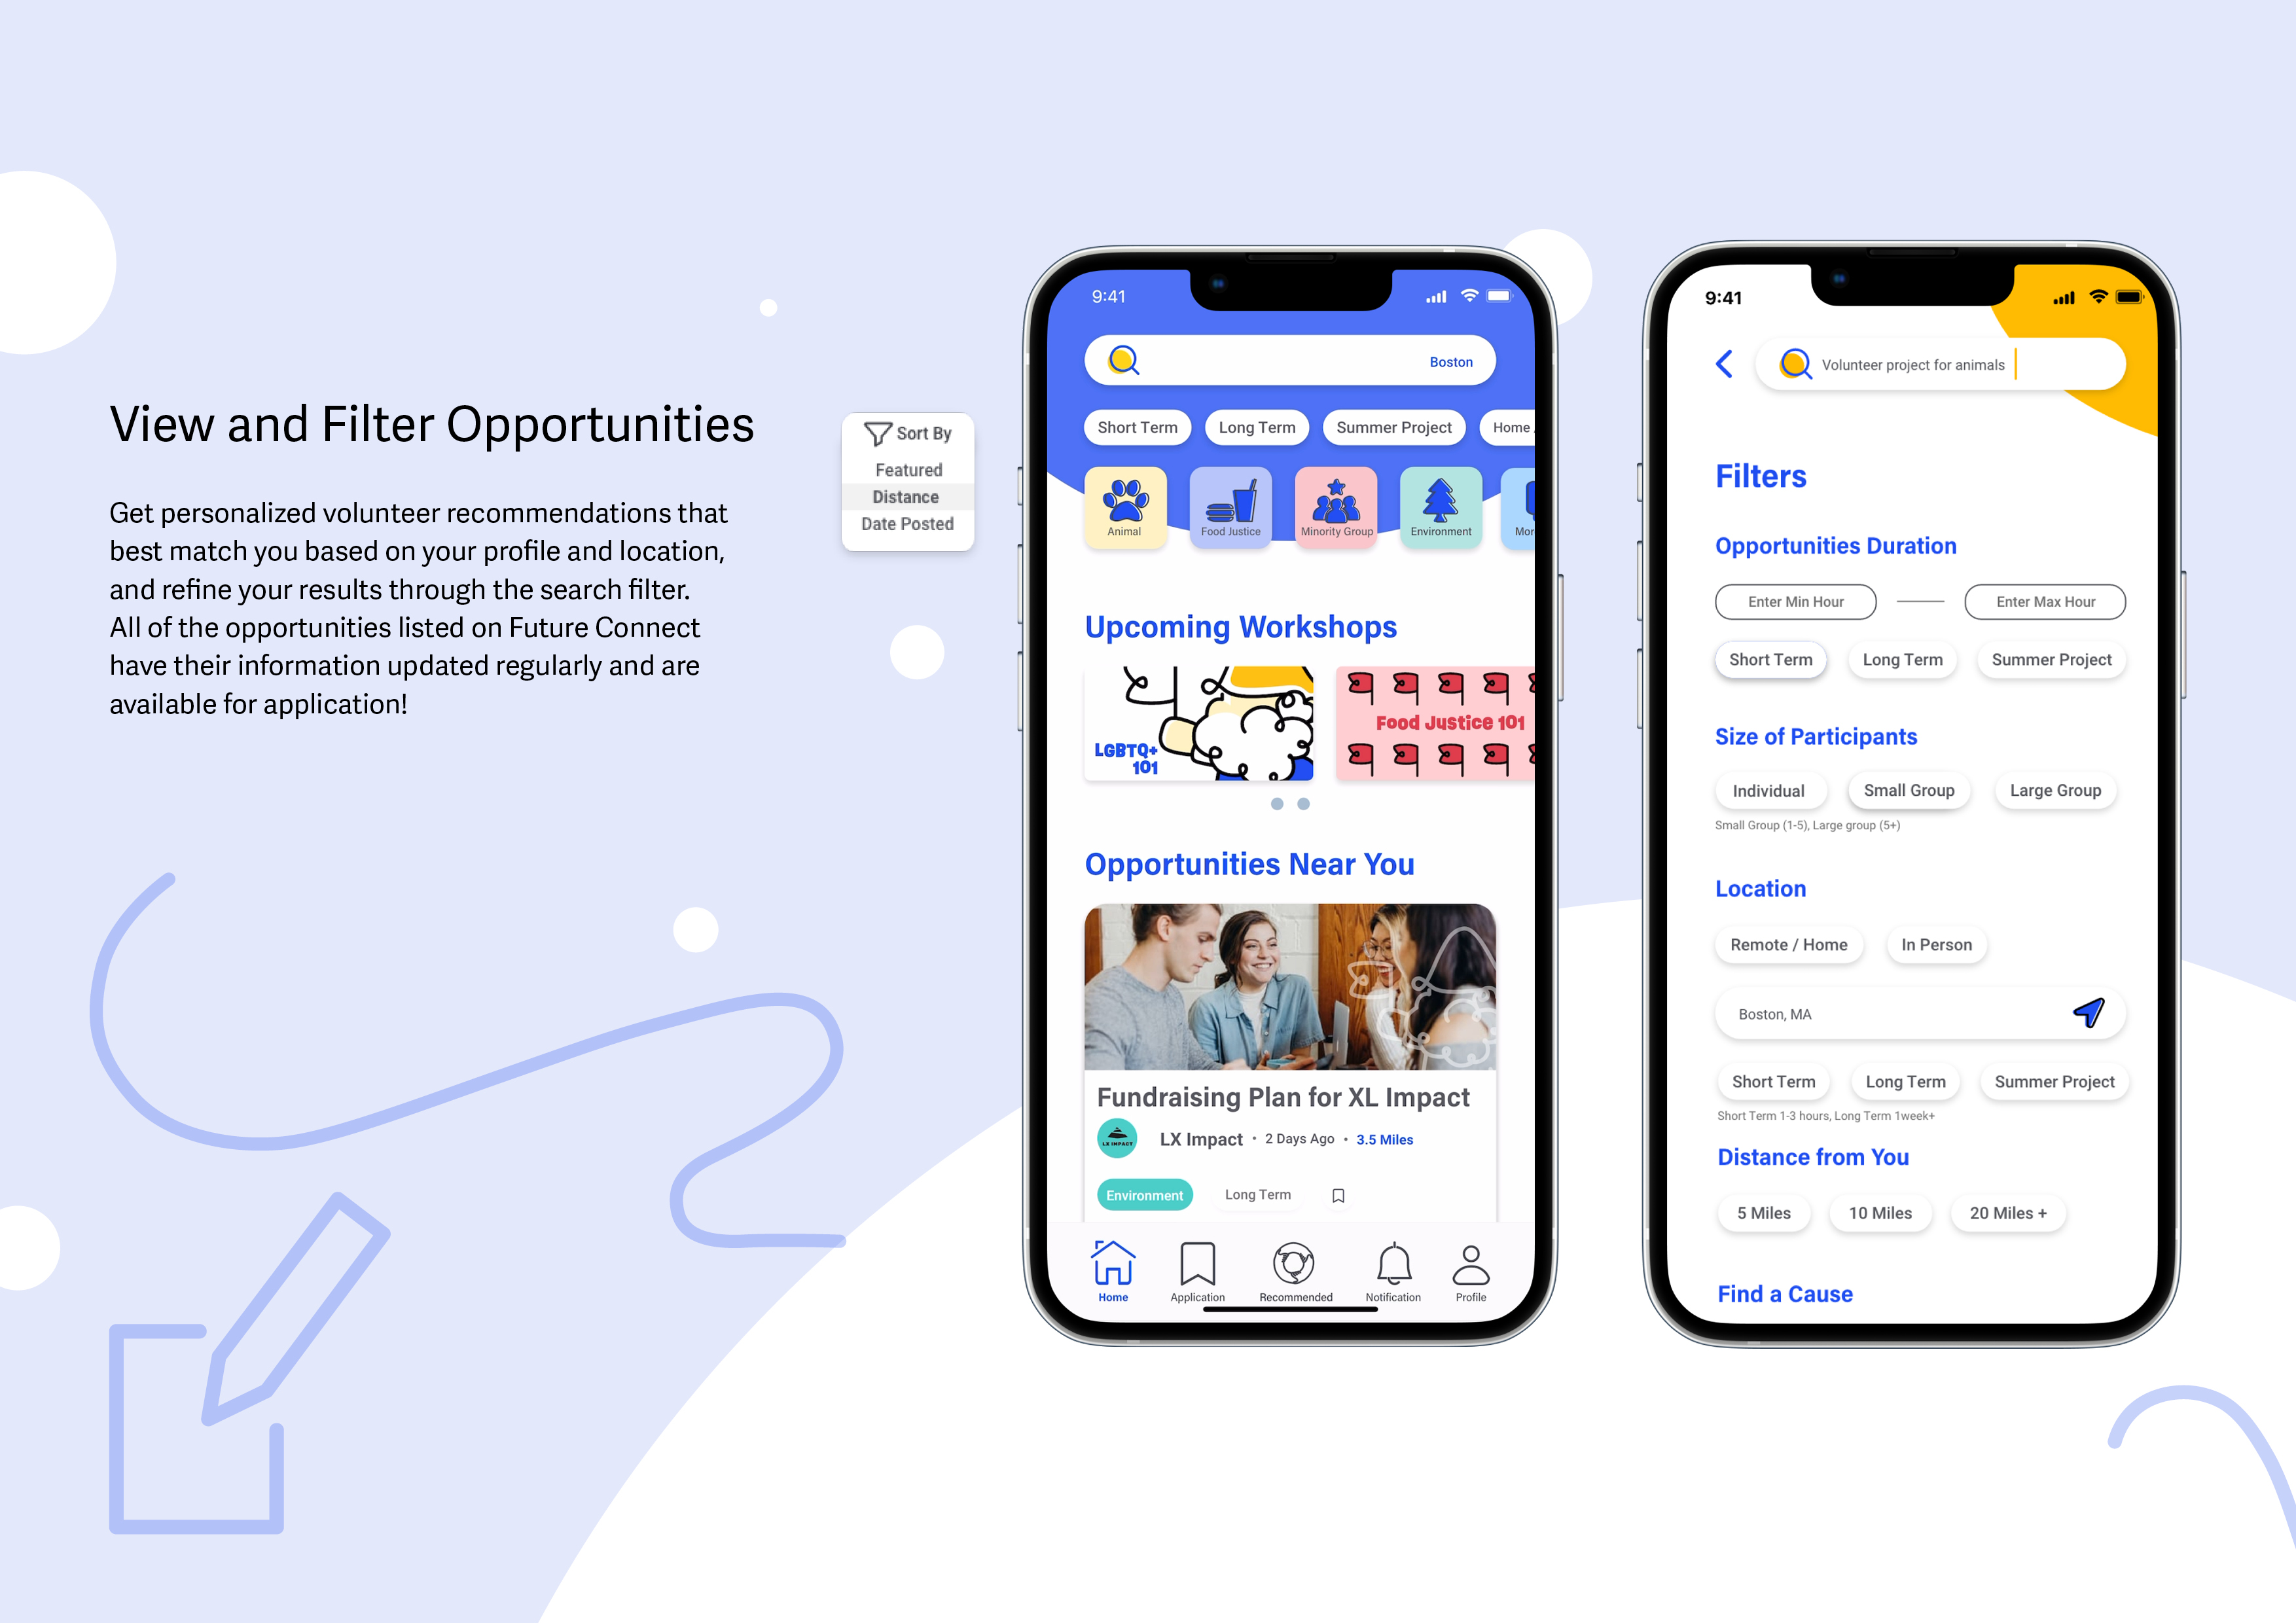 View and Filter Opportunities
Get personalized volunteer recommendations that
best match you based on your profile and location,
and refine your results through the search filter.
All of the opportunities listed on Future Connect
have their information updated regularly and are
available for application!
Sort By
Featured
Distance
Date Posted
9:41
Boston
Short Term Long Term Summer Project Home
Animal Food Justice Minority Group Environment
Upcoming Workshops
LGBTQ+
101
Food Justice 101
Opportunities Near You
Fundraising Plan for XL Impact
LX IMPACT
LX Impact • 2 Days Ago • 3.5 Miles
Environment Long Term
Home Application Recommended Notification Profile
9:41
Volunteer project for animals
Filters
Opportunities Duration
Enter Min Hour Enter Max Hour
Short Term Long Term Summer Project
Size of Participants
Individual Small Group Large Group
Small Group (1-5), Large group (5+)
Location
Remote / Home In Person
Boston, MA
Short Term Long Term Summer Project
Short Term 1-3 hours, Long Term 1week+
Distance from You
5 Miles 10 Miles 20 Miles +
Find a Cause